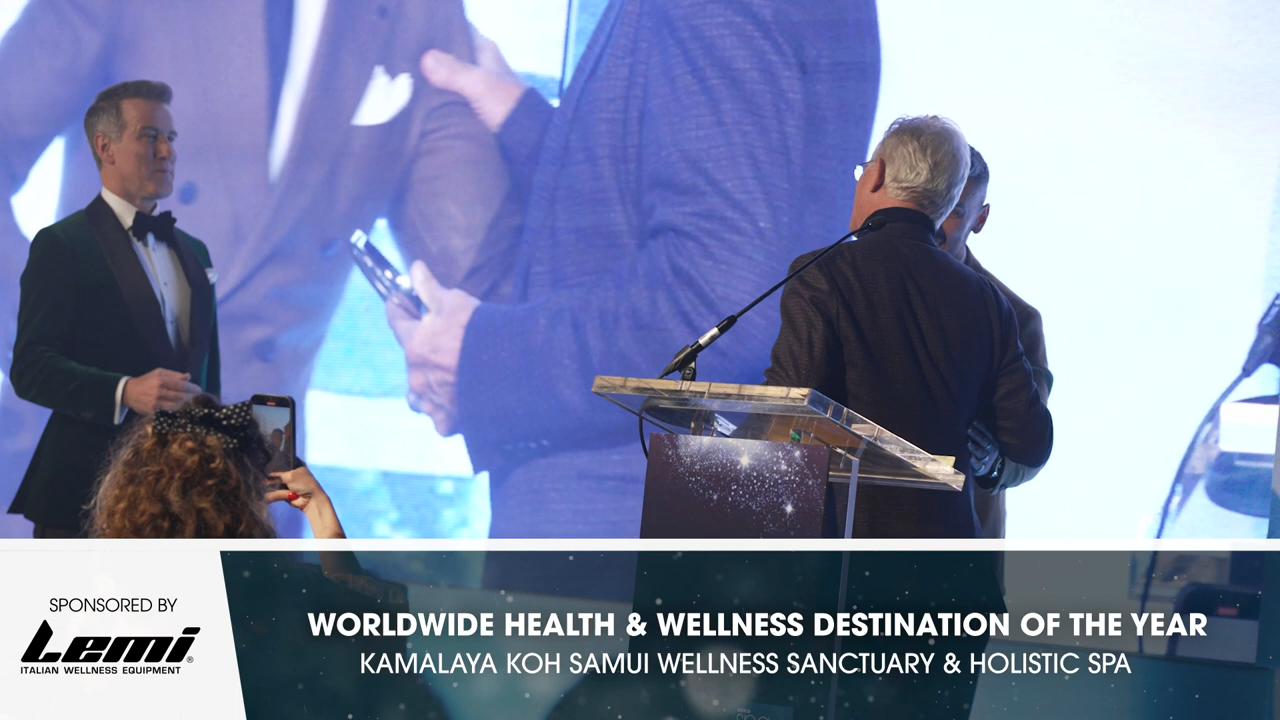 SPONSORED BY
Lemi®
ITALIAN WELLNESS EQUIPMENT
WORLDWIDE HEALTH & WELLNESS DESTINATION OF THE YEAR
KAMALAYA KOH SAMUI WELLNESS SANCTUARY & HOLISTIC SPA